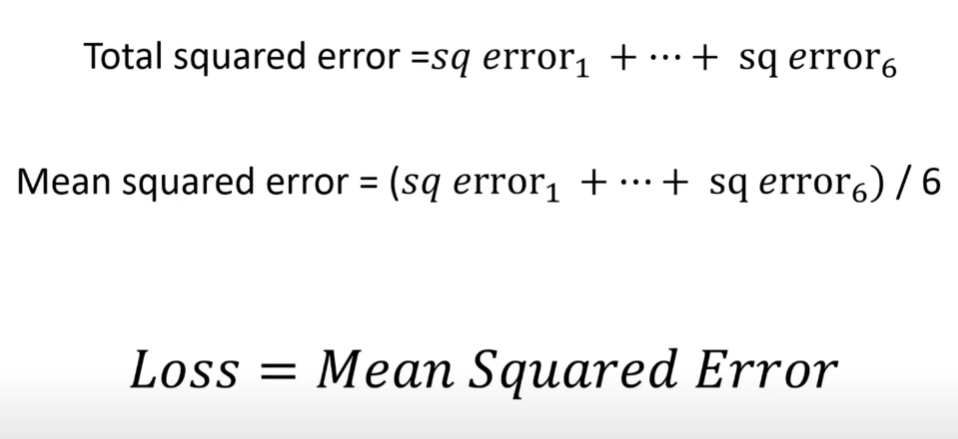 Total squared error =sq error₁ + ⋯ + sq error₆
Mean squared error = (sq error₁ + ⋯ + sq error₆) / 6
Loss = Mean Squared Error